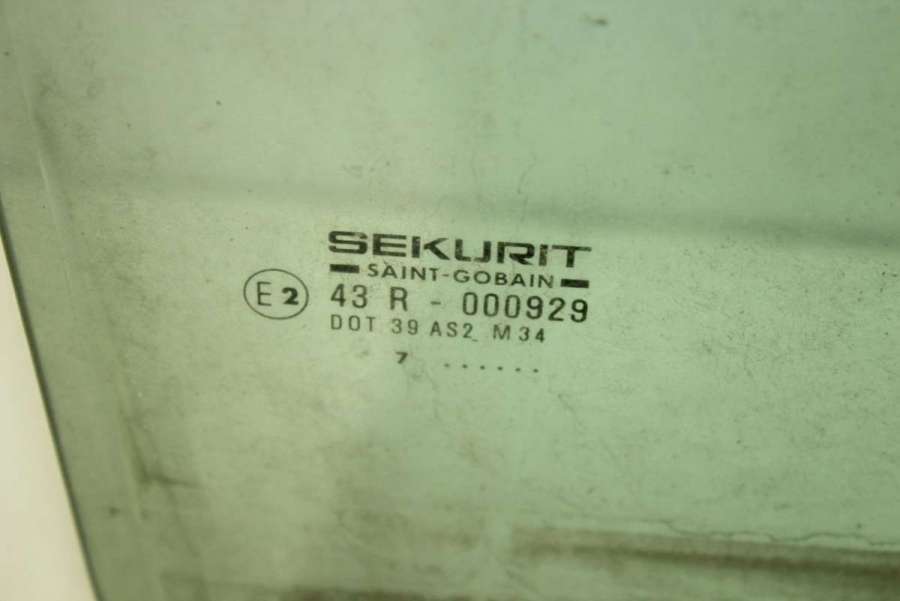 SEKURIT
SAINT-GOBAIN
E2 43 R - 000929
DOT 39 AS2 M34
7 ......